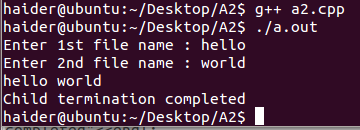 haider@ubuntu:~/Desktop/A2$ g++ a2.cpp
haider@ubuntu:~/Desktop/A2$ ./a.out
Enter 1st file name : hello
Enter 2nd file name : world
hello world
Child termination completed
haider@ubuntu:~/Desktop/A2$